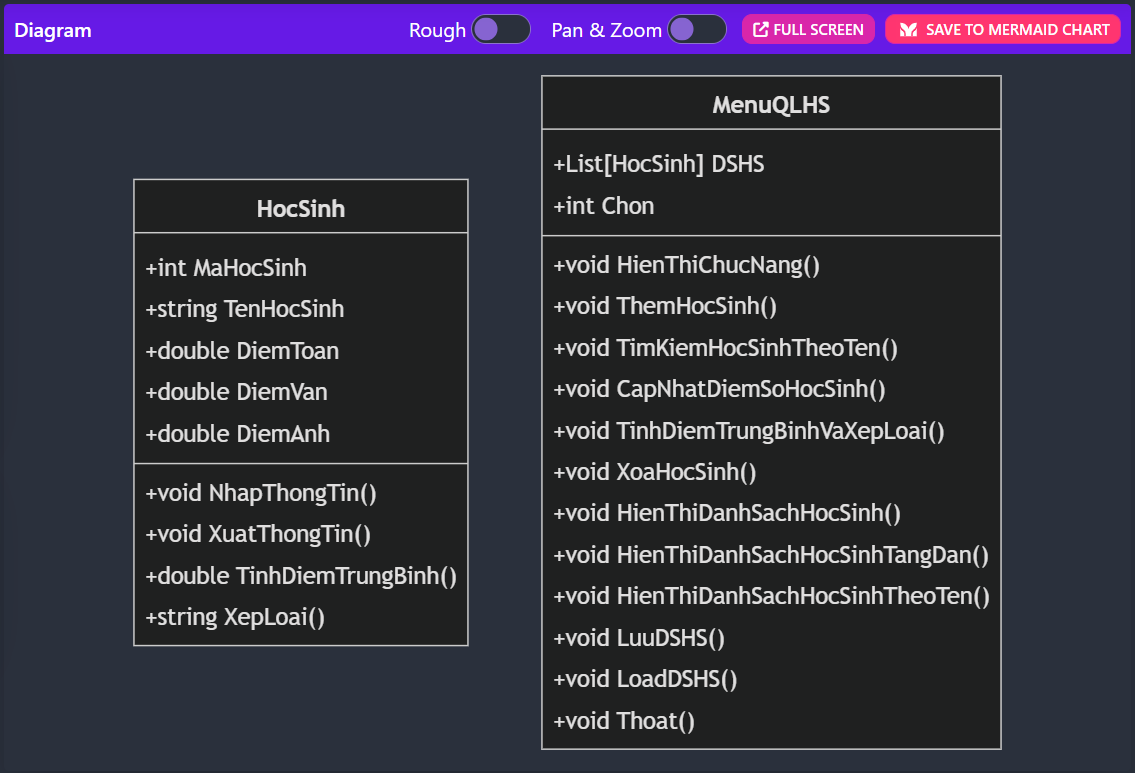 Diagram
Rough
Pan & Zoom
FULL SCREEN
SAVE TO MERMAID CHART
HocSinh
+int MaHocSinh
+string TenHocSinh
+double DiemToan
+double DiemVan
+double DiemAnh
+void NhapThongTin()
+void XuatThongTin()
+double TinhDiemTrungBinh()
+string XepLoai()
MenuQLHS
+List[HocSinh] DSHS
+int Chon
+void HienThiChucNang()
+void ThemHocSinh()
+void TimKiemHocSinhTheoTen()
+void CapNhatDiemSoHocSinh()
+void TinhDiemTrungBinhVaXepLoai()
+void XoaHocSinh()
+void HienThiDanhSachHocSinh()
+void HienThiDanhSachHocSinhTangDan()
+void HienThiDanhSachHocSinhTheoTen()
+void LuuDSHS()
+void LoadDSHS()
+void Thoat()